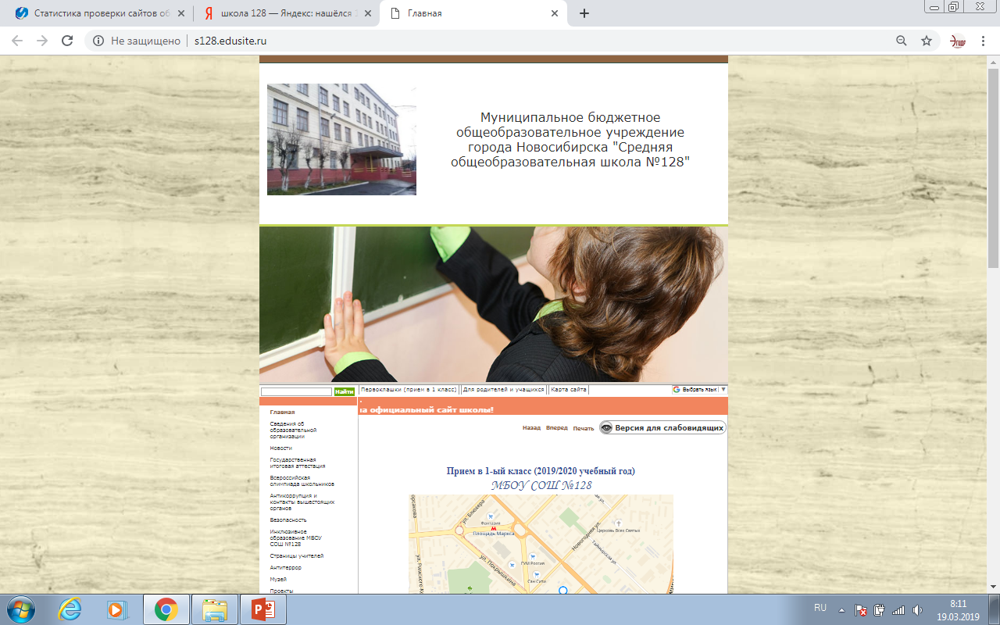 Статистика проверки сайтов об
школа 128 — Яндекс: нашёлся 1
Главная
Не защищено
s128.edusite.ru
Муниципальное бюджетное
общеобразовательное учреждение
города Новосибирска "Средняя
общеобразовательная школа №128"
Найти
Первоклашки (прием в 1 класс)
Для родителей и учащихся
Карта сайта
Выбрать язык
на официальный сайт школы!
Главная
Сведения об
образовательной
организации
Новости
Государственная
итоговая аттестация
Всероссийская
олимпиада школьников
Антикоррупция и
контакты вышестоящих
органов
Безопасность
Инклюзивное
образование МБОУ
СОШ №128
Страницы учителей
Антитеррор
Музей
Проекты
Назад
Вперед
Печать
Версия для слабовидящих
Прием в 1-ый класс (2019/2020 учебный год)
МБОУ СОШ №128
ул. Блюхера
Фантазия
Площадь Маркса
Новогодняя ул.
Церковь Всех Святых
Таймырская ул.
ГУМ Россия
ул. Покрышкина
Сан Сити
RU
8:11
19.03.2019